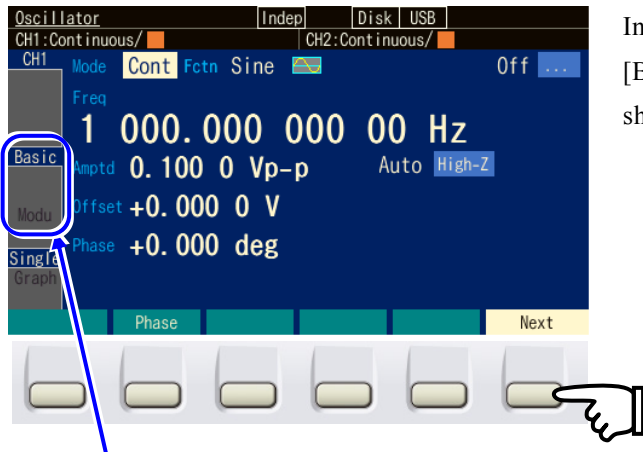 Oscillator Indep Disk USB
CH1:Continuous/ CH2:Continuous/
CH1 Mode Cont Fctn Sine Off ...
Freq
1 000.000 000 00 Hz
Basic
Amptd 0.100 0 Vp-p Auto High-Z
Modu Offset +0.000 0 V
Phase +0.000 deg
Single
Graph
Phase Next
In
[B
sh